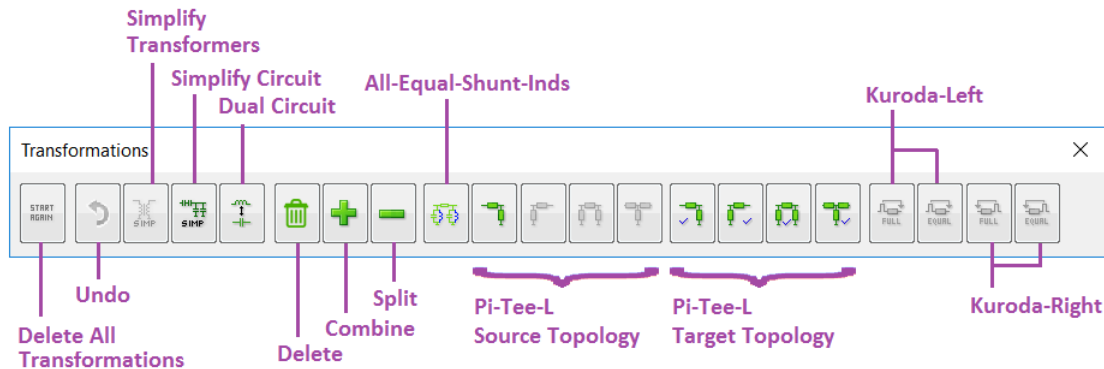 Simplify
Transformers
Simplify Circuit
Dual Circuit
All-Equal-Shunt-Inds
Kuroda-Left
Transformations
START
AGAIN
SIMP
SIMP
FULL
EQUAL
FULL
EQUAL
Undo
Delete All
Transformations
Delete
Combine
Split
Pi-Tee-L
Source Topology
Pi-Tee-L
Target Topology
Kuroda-Right